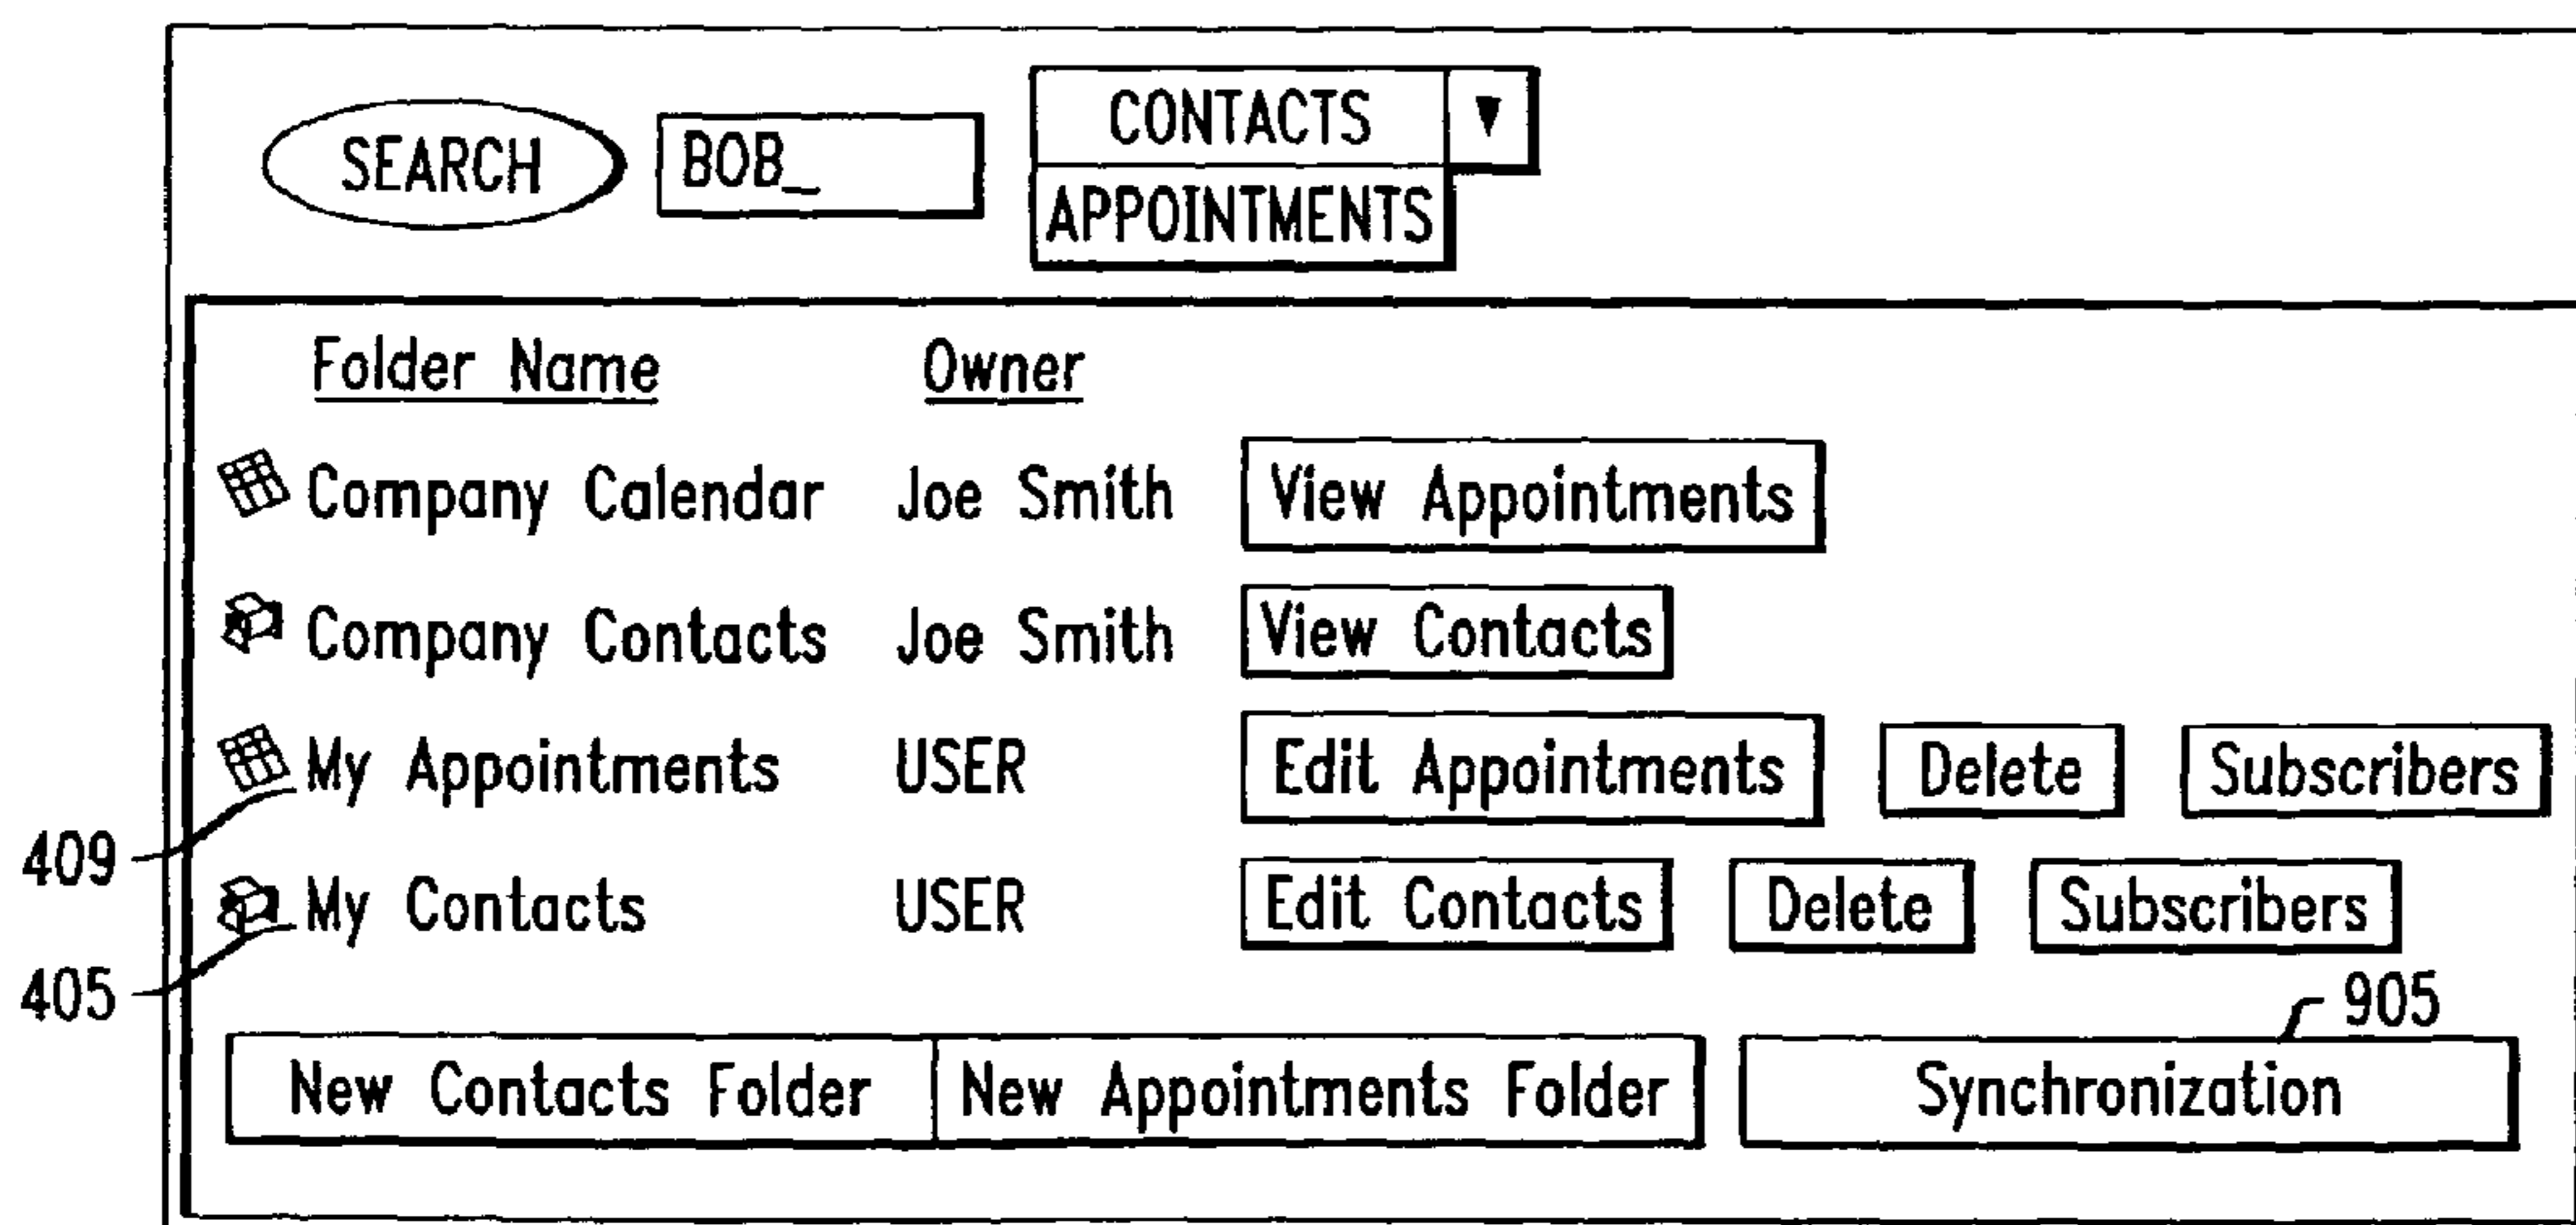 SEARCH BOB_ CONTACTS ▼
APPOINTMENTS
Folder Name Owner
Company Calendar Joe Smith View Appointments
Company Contacts Joe Smith View Contacts
My Appointments USER Edit Appointments Delete Subscribers
409
My Contacts USER Edit Contacts Delete Subscribers
405
905
New Contacts Folder New Appointments Folder Synchronization